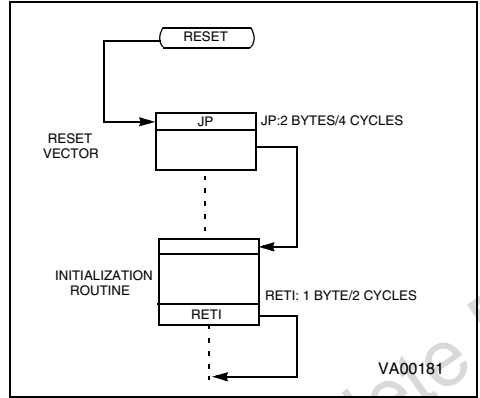 RESET
JP
JP:2 BYTES/4 CYCLES
RESET
VECTOR
INITIALIZATION
ROUTINE
RETI: 1 BYTE/2 CYCLES
RETI
VA00181